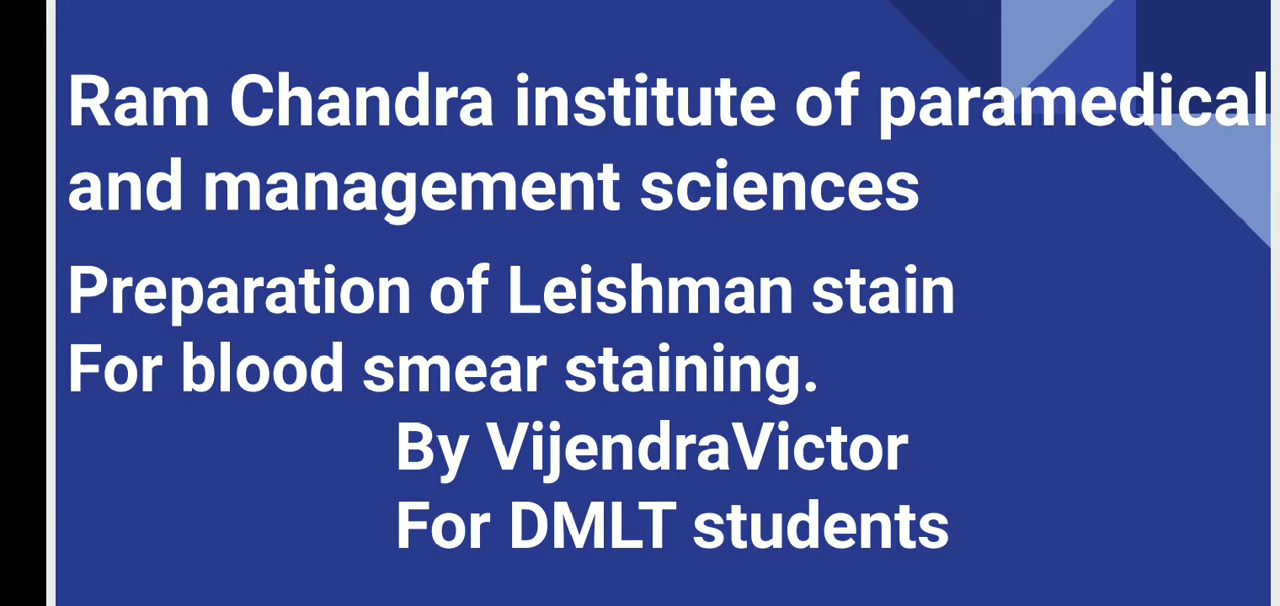 Ram Chandra institute of paramedical
and management sciences
Preparation of Leishman stain
For blood smear staining.
By VijendraVictor
For DMLT students